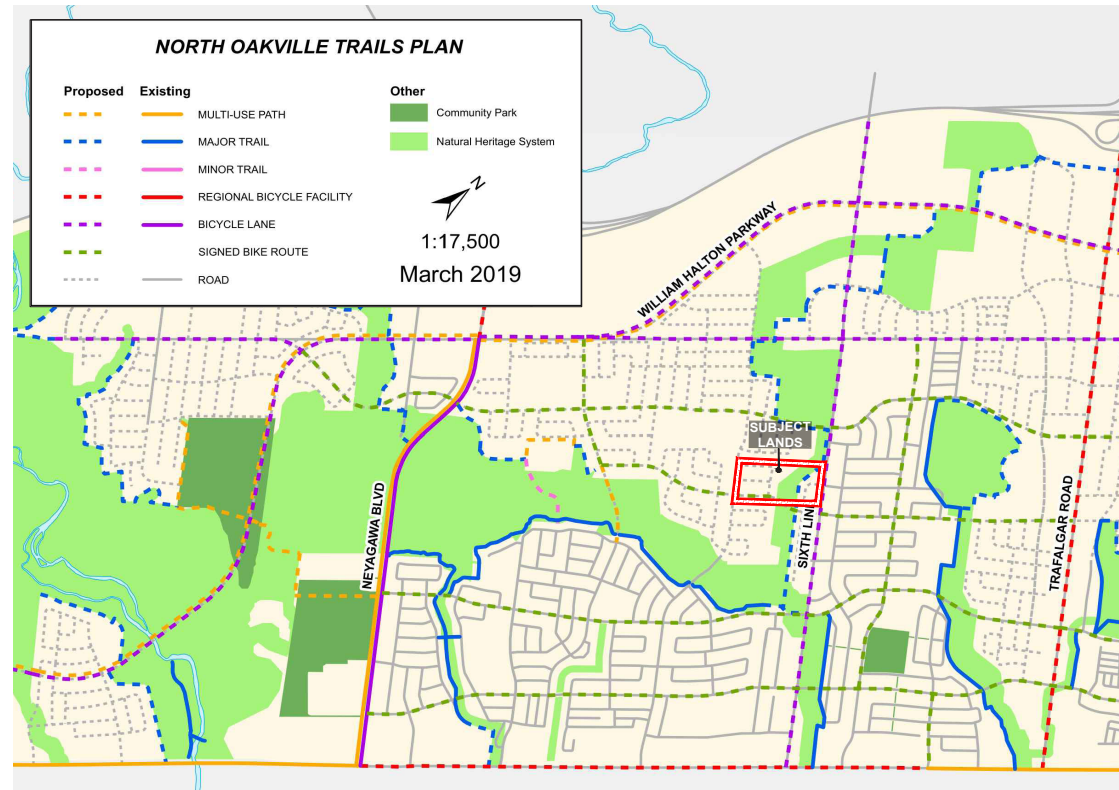 NORTH OAKVILLE TRAILS PLAN
Proposed Existing
MULTI-USE PATH
MAJOR TRAIL
MINOR TRAIL
REGIONAL BICYCLE FACILITY
BICYCLE LANE
SIGNED BIKE ROUTE
ROAD
Other
Community Park
Natural Heritage System
N
1:17,500
March 2019
WILLIAM HALTON PARKWAY
SUBJECT
LANDS
NEYAGAWA BLVD
SIXTH LIN
TRAFALGAR ROAD